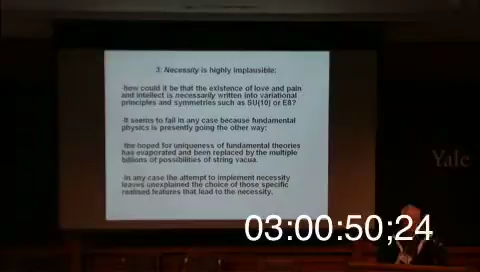 3: Necessity is highly implausible:
-how could it be that the existence of love and pain
and intellect is necessarily written into variational
principles and symmetries such as SU(10) or E8?
-It seems to fail in any case because fundamental
physics is presently going the other way:
-the hoped for uniqueness of fundamental theories
has evaporated and been replaced by the multiple
billions of possibilities of string vacua.
-In any case the attempt to implement necessity
leaves unexplained the choice of those specific
realised features that lead to the necessity.
Yale
03:00:50;24